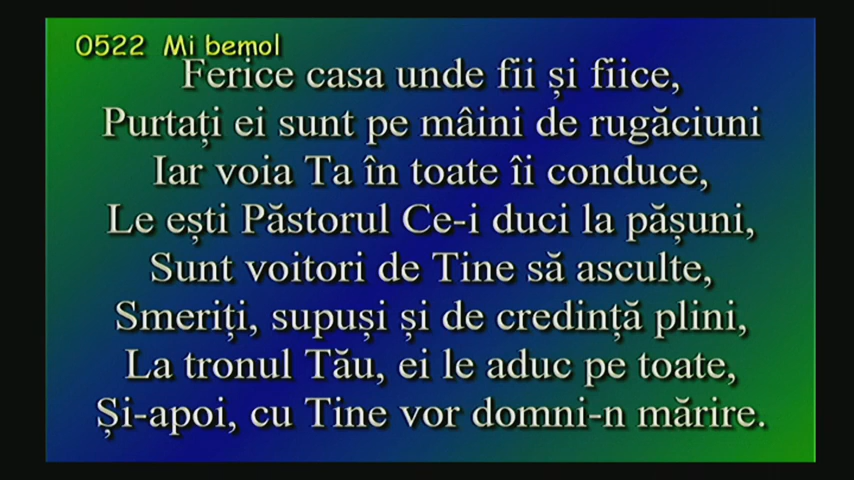 0522 Mi bemol
Ferice casa unde fii și fiice,
Purtați ei sunt pe mâini de rugăciuni
Iar voia Ta în toate îi conduce,
Le ești Păstorul Ce-i duci la pășuni,
Sunt voitori de Tine să asculte,
Smeriți, supuși și de credință plini,
La tronul Tău, ei le aduc pe toate,
Și-apoi, cu Tine vor domni-n mărire.